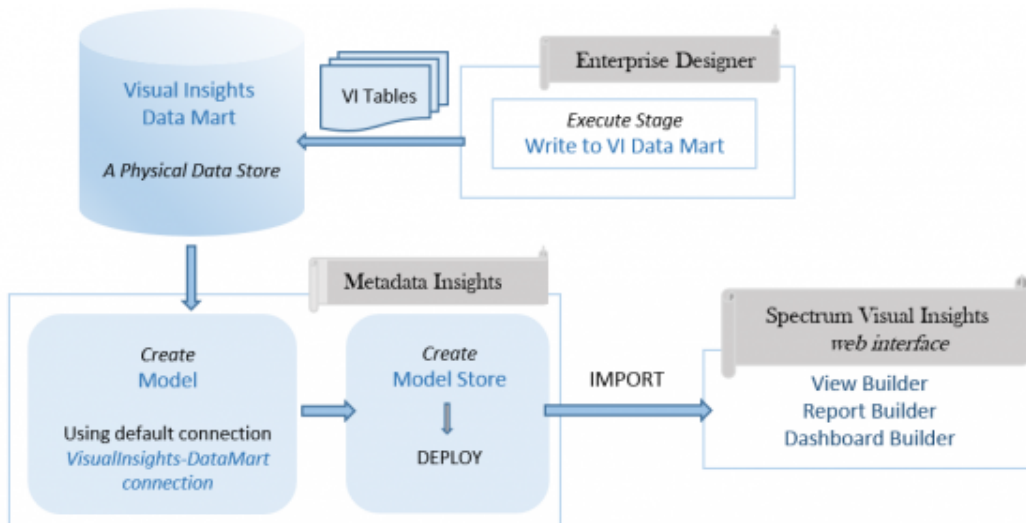 Visual Insights
Data Mart
A Physical Data Store
VI Tables
Enterprise Designer
Execute Stage
Write to VI Data Mart
Metadata Insights
Create
Model
Using default connection
VisualInsights-DataMart
connection
Create
Model Store
DEPLOY
IMPORT
Spectrum Visual Insights
web interface
View Builder
Report Builder
Dashboard Builder